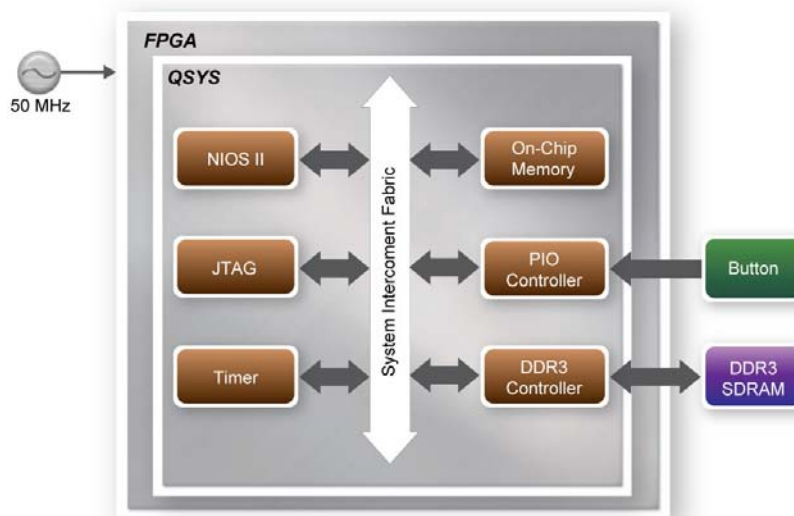 FPGA
QSYS
50 MHz
NIOS II
On-Chip
Memory
System Intercoment Fabric
JTAG
PIO
Controller
Button
Timer
DDR3
Controller
DDR3
SDRAM